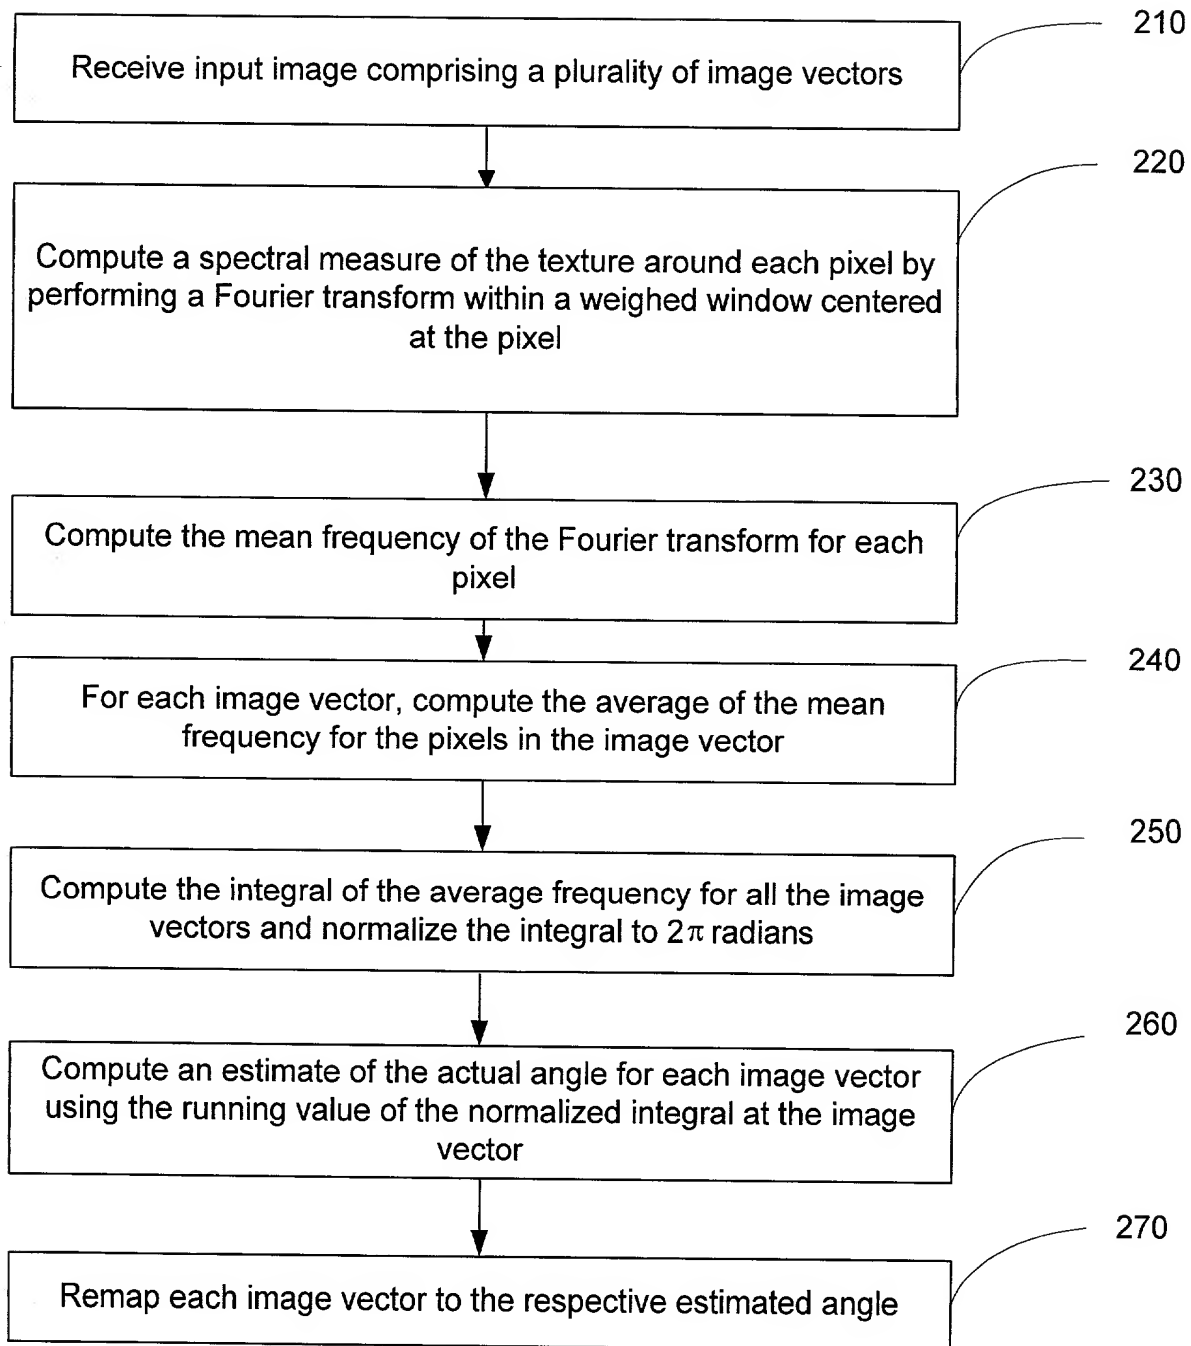 210
Receive input image comprising a plurality of image vectors
220
Compute a spectral measure of the texture around each pixel by
performing a Fourier transform within a weighed window centered
at the pixel
230
Compute the mean frequency of the Fourier transform for each
pixel
240
For each image vector, compute the average of the mean
frequency for the pixels in the image vector
250
Compute the integral of the average frequency for all the image
vectors and normalize the integral to 2π radians
260
Compute an estimate of the actual angle for each image vector
using the running value of the normalized integral at the image
vector
270
Remap each image vector to the respective estimated angle